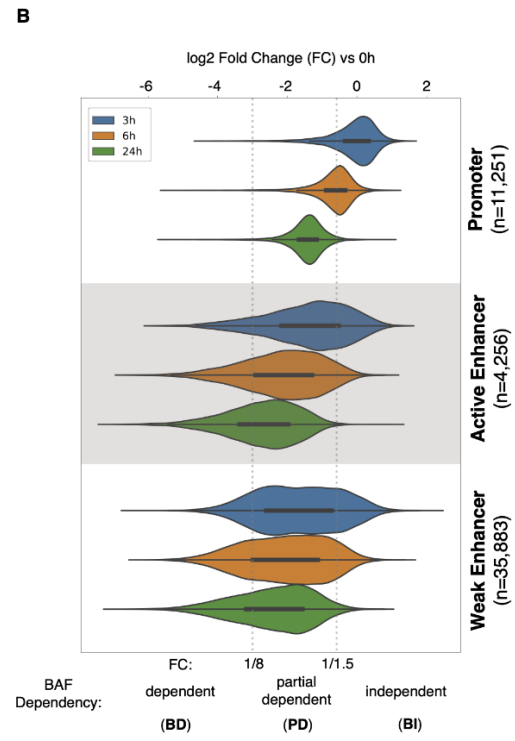 B
log2 Fold Change (FC) vs 0h
-6 -4 -2 0 2
3h
6h
24h
Promoter
(n=11,251)
Active Enhancer
(n=4,256)
Weak Enhancer
(n=35,883)
FC: 1/8 1/1.5
BAF
Dependency:
dependent
(BD)
partial
dependent
(PD)
independent
(BI)